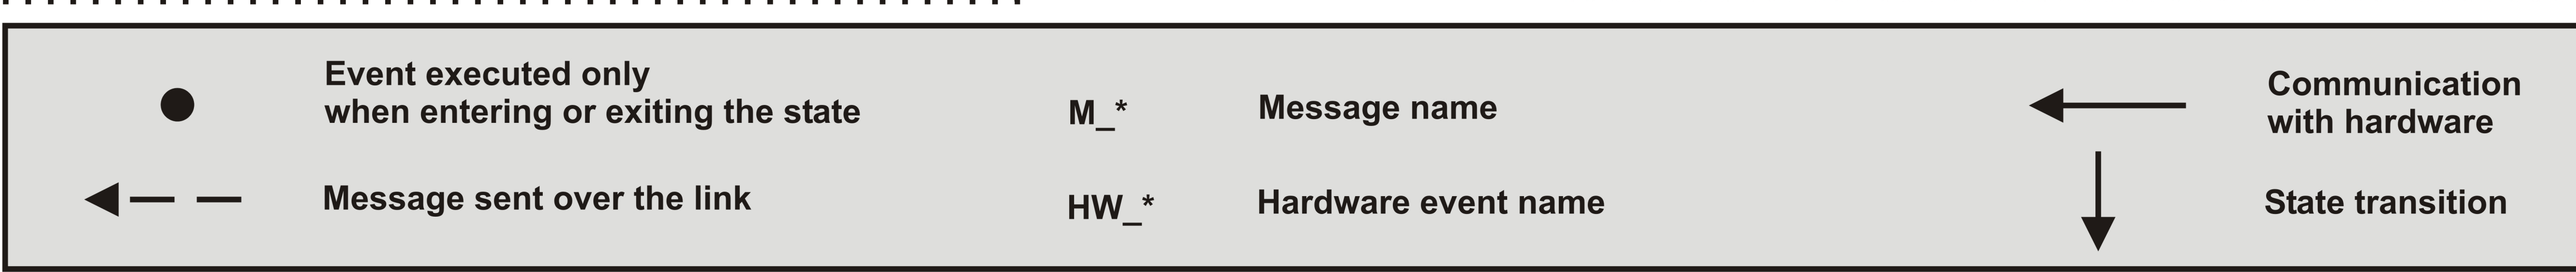 Event executed only
when entering or exiting the state
M_*
Message name
Communication
with hardware
Message sent over the link
HW_*
Hardware event name
State transition